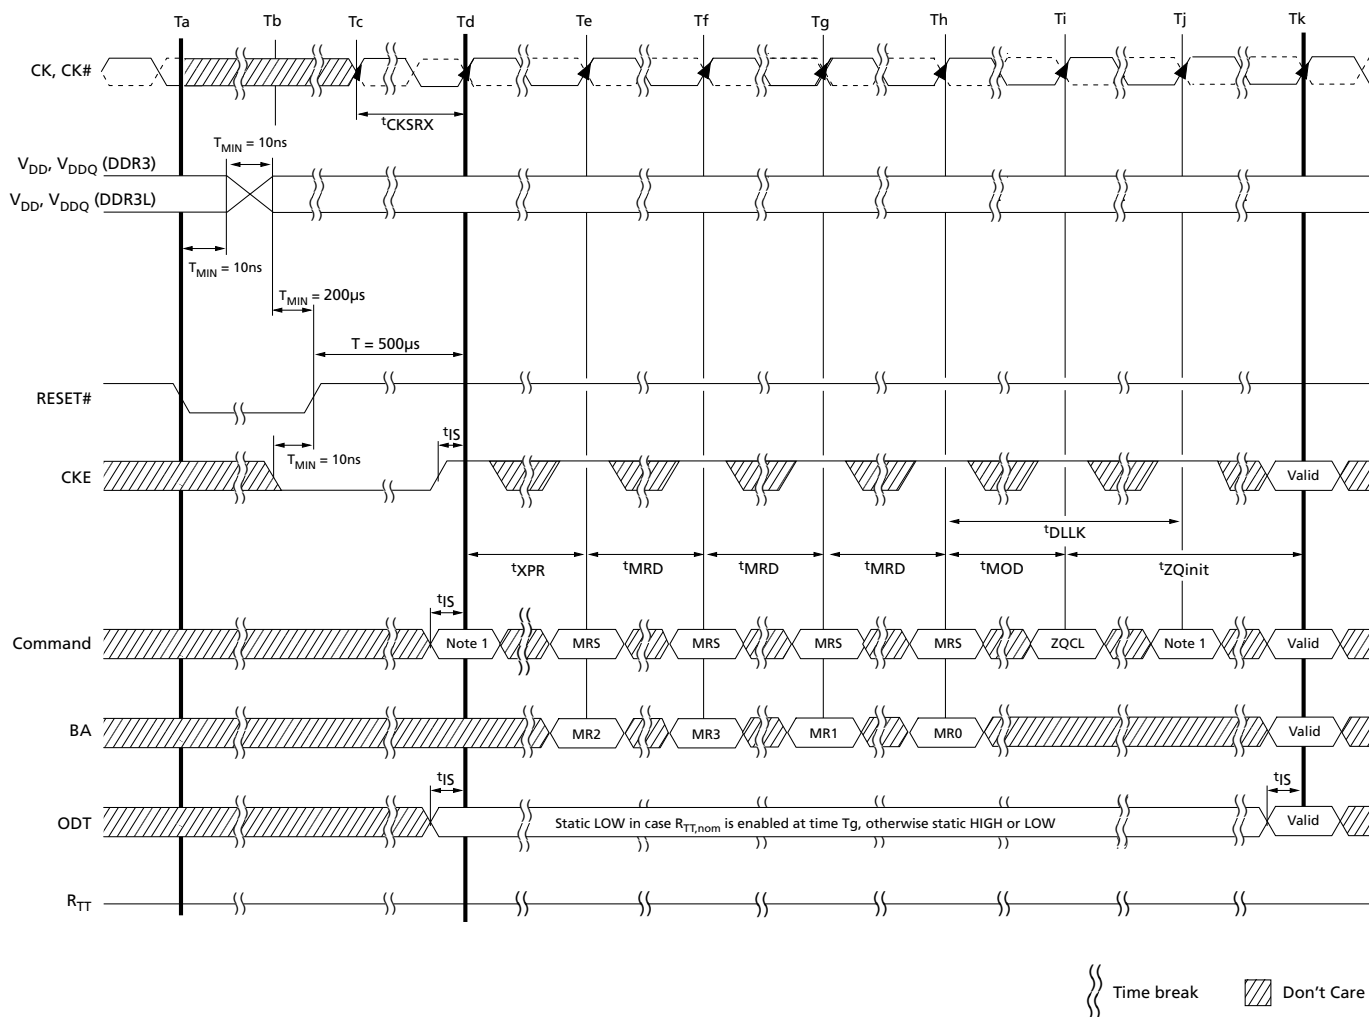 Ta Tb Tc Td Te Tf Tg Th Ti Tj Tk
CK, CK#
tCKSRX
TMIN = 10ns
VDD, VDDQ (DDR3)
VDD, VDDQ (DDR3L)
TMIN = 10ns
TMIN = 200µs
T = 500µs
RESET#
tIS
TMIN = 10ns
CKE
Valid
tDLLK
tXPR tMRD tMRD tMRD tMOD tZQinit
tIS
Command Note 1 MRS MRS MRS MRS ZQCL Note 1 Valid
BA MR2 MR3 MR1 MR0 Valid
tIS tIS
ODT Static LOW in case RTT,nom is enabled at time Tg, otherwise static HIGH or LOW Valid
RTT
Time break Don't Care